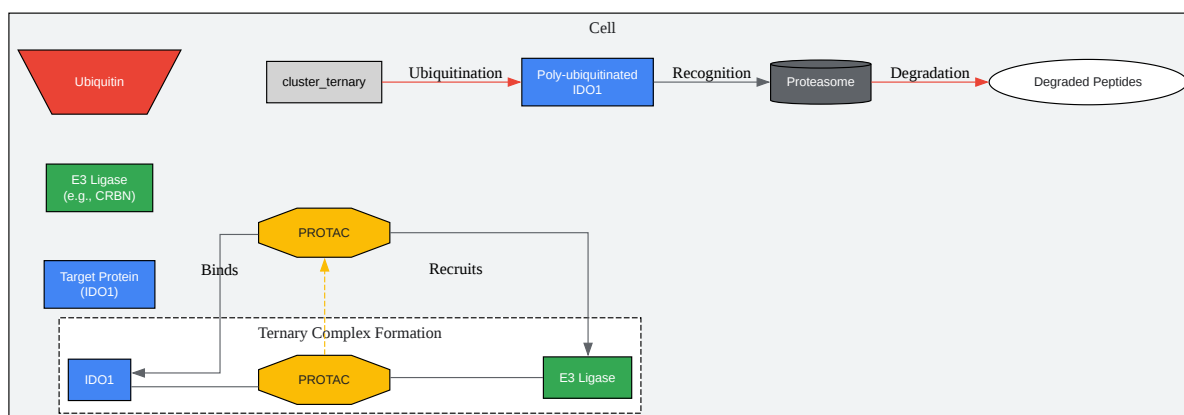 Cell
Ubiquitin
cluster_ternary
Ubiquitination
Poly-ubiquitinated
IDO1
Recognition
Proteasome
Degradation
Degraded Peptides
E3 Ligase
(e.g., CRBN)
PROTAC
Target Protein
(IDO1)
Binds
Recruits
Ternary Complex Formation
IDO1
PROTAC
E3 Ligase